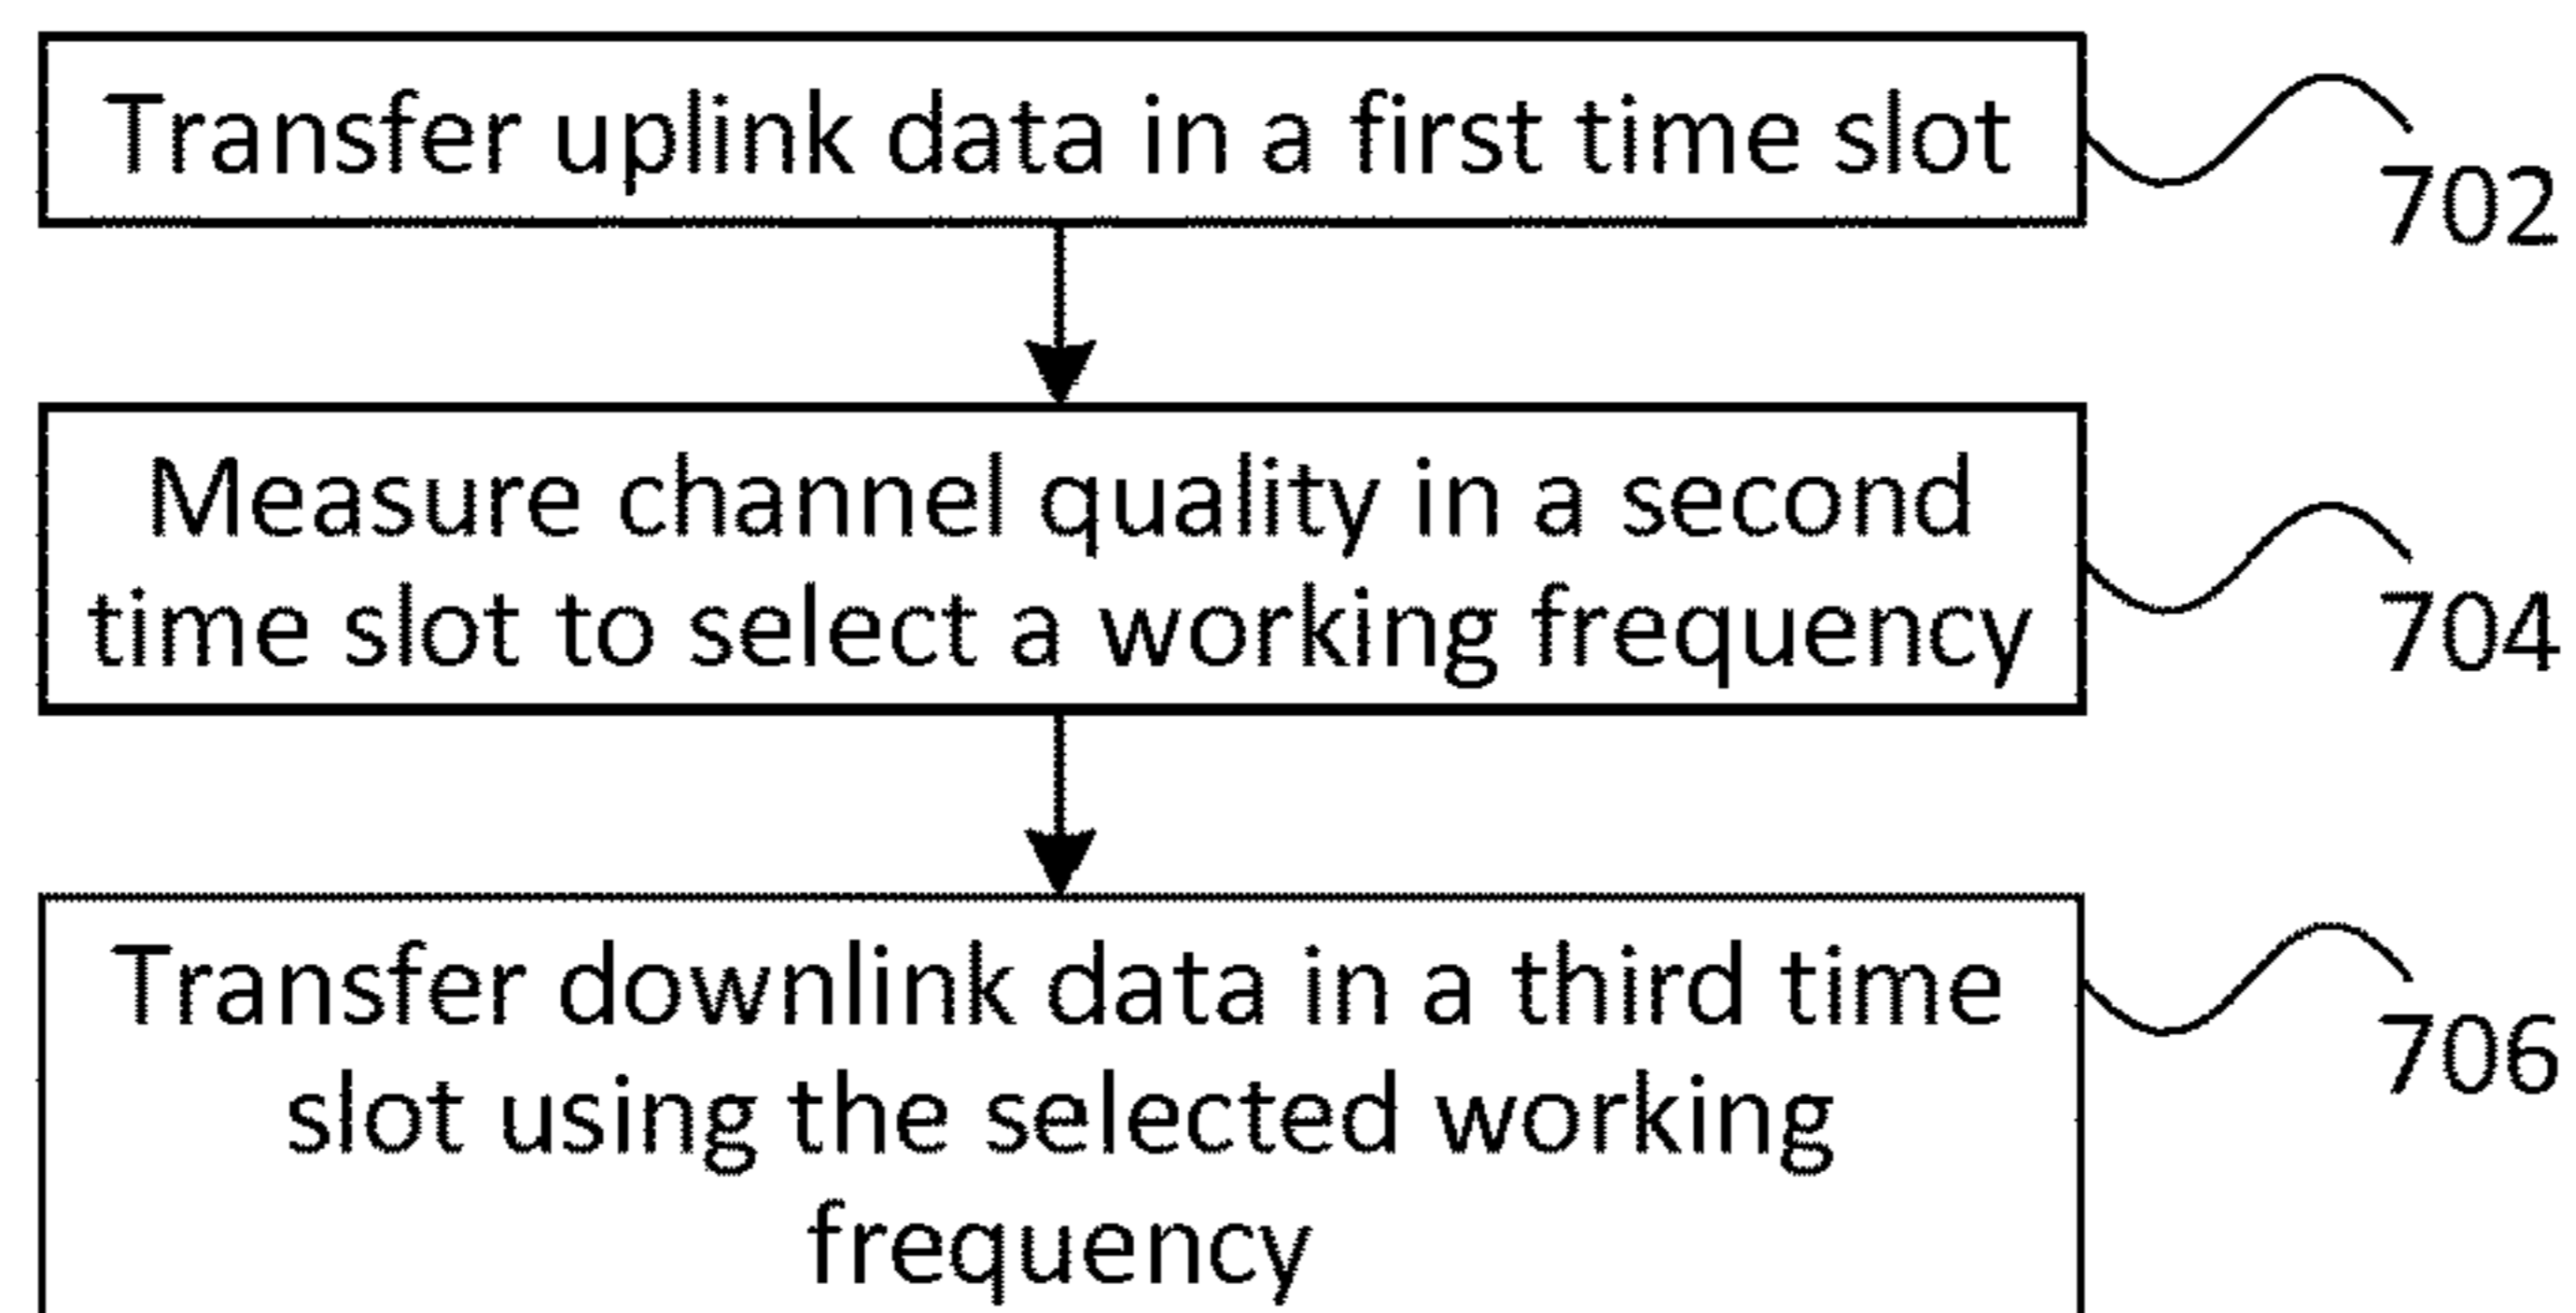 Transfer uplink data in a first time slot
702
Measure channel quality in a second
time slot to select a working frequency
704
Transfer downlink data in a third time
slot using the selected working
frequency
706